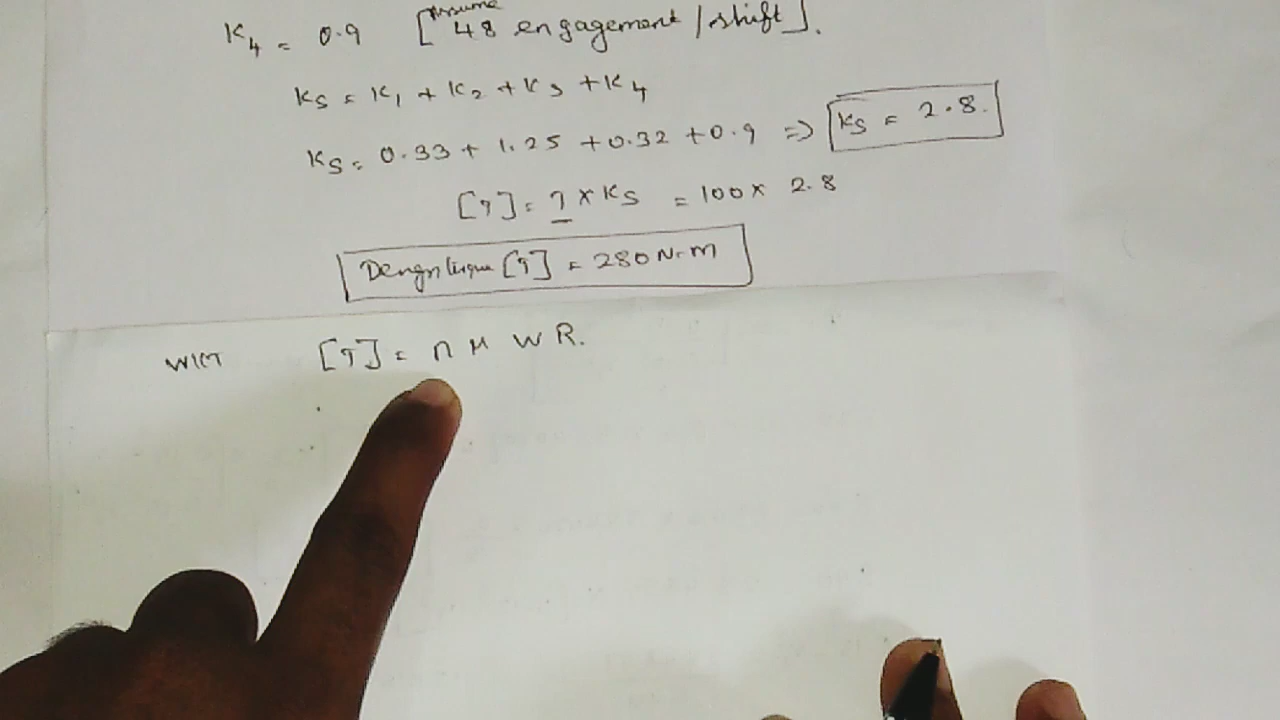 K4 = 0.9 [Assume 48 engagement / shift].
Ks = K1 + K2 + K3 + K4
Ks = 0.33 + 1.25 + 0.32 + 0.9 => Ks = 2.8.
[T] = T x Ks = 100 x 2.8
Design torque [T] = 280 N-m
WKT [T] = n μ W R.